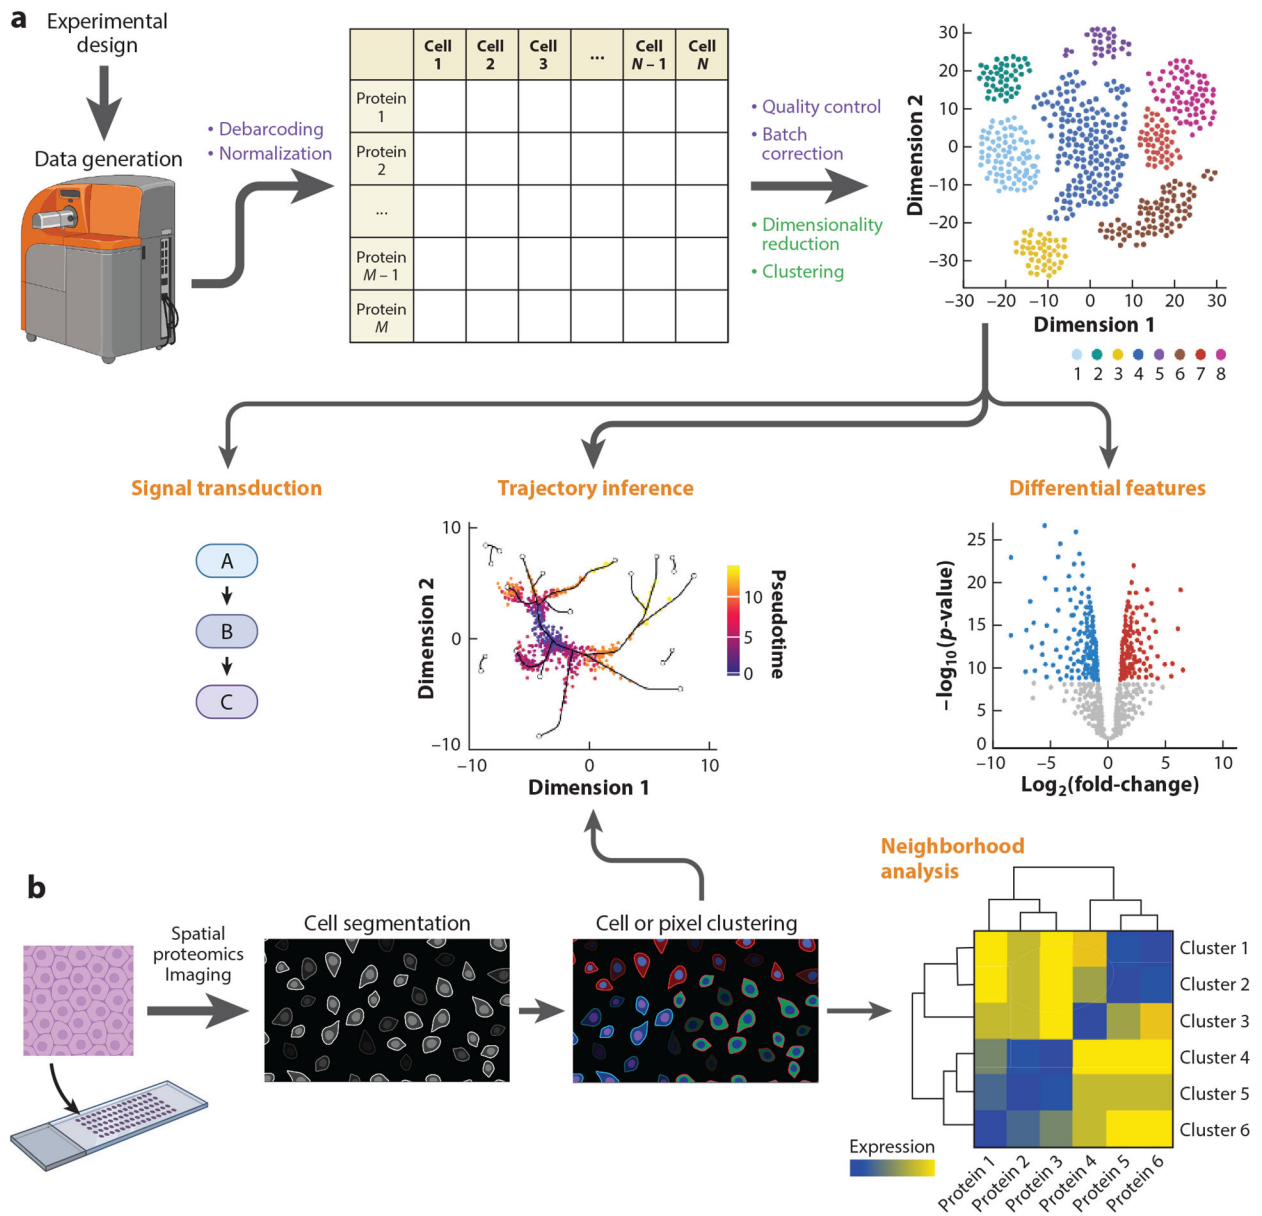 a
Experimental
design
Data generation
• Debarcoding
• Normalization
Cell
1
Cell
2
Cell
3
...
Cell
N – 1
Cell
N
Protein
1
Protein
2
...
Protein
M – 1
Protein
M
• Quality control
• Batch
correction
• Dimensionality
reduction
• Clustering
Dimension 2
30
20
10
0
–10
–20
–30
–30 –20 –10 0 10 20 30
Dimension 1
1 2 3 4 5 6 7 8
Signal transduction
A
B
C
Trajectory inference
Dimension 2
10
0
–10
–10 0 10
Dimension 1
Pseudotime
10
5
0
Differential features
–log10(p-value)
25
20
15
10
5
0
–10 –5 0 5 10
Log2(fold-change)
b
Spatial
proteomics
Imaging
Cell segmentation
Cell or pixel clustering
Neighborhood
analysis
Cluster 1
Cluster 2
Cluster 3
Cluster 4
Cluster 5
Cluster 6
Expression
Protein 1
Protein 2
Protein 3
Protein 4
Protein 5
Protein 6